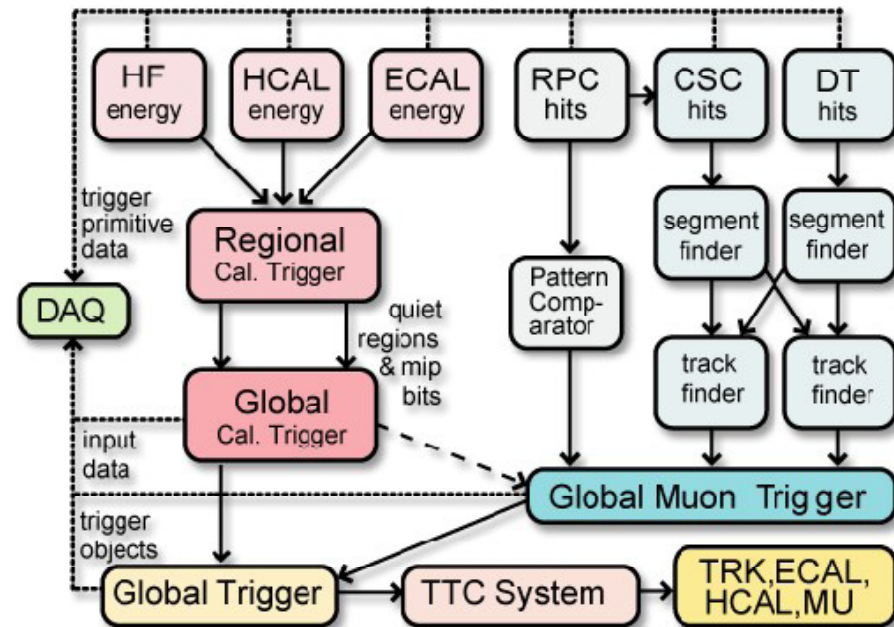 HF
energy
HCAL
energy
ECAL
energy
RPC
hits
CSC
hits
DT
hits
trigger
primitive
data
Regional
Cal. Trigger
segment
finder
segment
finder
DAQ
quiet
regions
& mip
bits
Pattern
Comp-
arator
track
finder
track
finder
Global
Cal. Trigger
input
data
Global Muon Trigger
trigger
objects
Global Trigger
TTC System
TRK,ECAL,
HCAL,MU